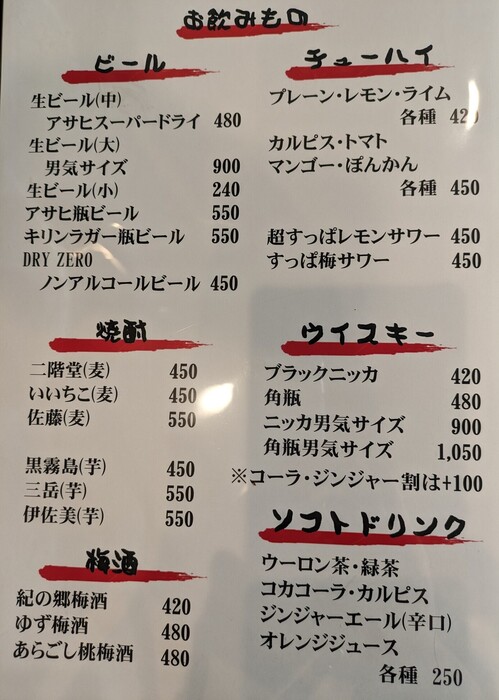 お飲みもの
ビール
生ビール(中)
アサヒスーパードライ 480
生ビール(大)
男気サイズ 900
生ビール(小) 240
アサヒ瓶ビール 550
キリンラガー瓶ビール 550
DRY ZERO
ノンアルコールビール 450
焼酎
二階堂(麦) 450
いいちこ(麦) 450
佐藤(麦) 550
黒霧島(芋) 450
三岳(芋) 550
伊佐美(芋) 550
梅酒
紀の郷梅酒 420
ゆず梅酒 480
あらごし桃梅酒 480
チューハイ
プレーン・レモン・ライム
各種 420
カルピス・トマト
マンゴー・ぽんかん
各種 450
超すっぱレモンサワー 450
すっぱ梅サワー 450
ウイスキー
ブラックニッカ 420
角瓶 480
ニッカ男気サイズ 900
角瓶男気サイズ 1,050
※コーラ・ジンジャー割は+100
ソフトドリンク
ウーロン茶・緑茶
コカコーラ・カルピス
ジンジャーエール(辛口)
オレンジジュース
各種 250